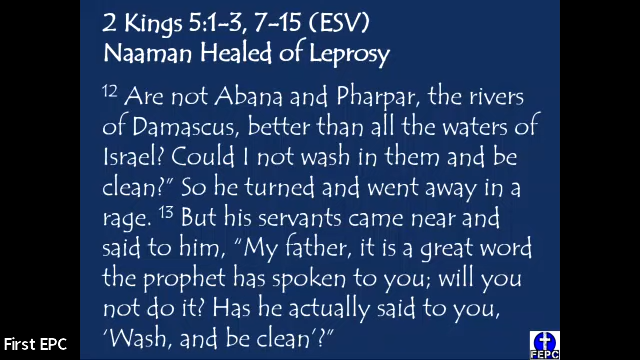 2 Kings 5:1-3, 7-15 (ESV)
Naaman Healed of Leprosy
12 Are not Abana and Pharpar, the rivers
of Damascus, better than all the waters of
Israel? Could I not wash in them and be
clean?” So he turned and went away in a
rage. 13 But his servants came near and
said to him, “My father, it is a great word
the prophet has spoken to you; will you
not do it? Has he actually said to you,
‘Wash, and be clean’?”
First EPC
FEPC